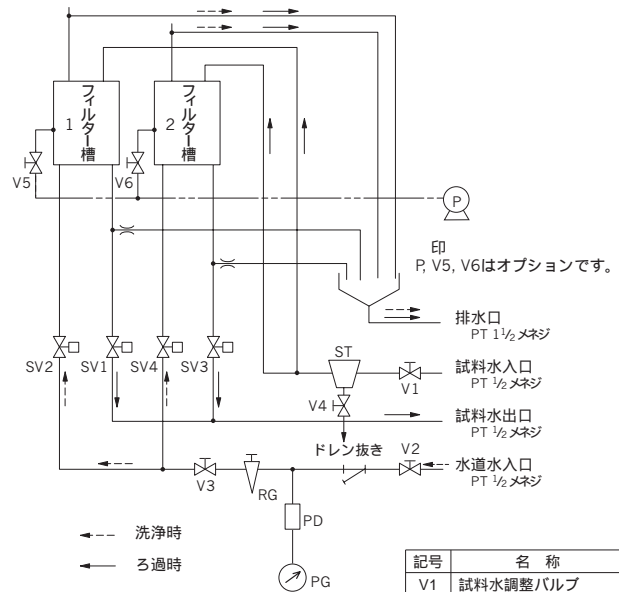 フィルター槽
1
フィルター槽
2
V5
V6
P
印
P, V5, V6はオプションです。
排水口
PT 1 1/2 メネジ
ST
SV2
SV1
SV4
SV3
V1
試料水入口
PT 1/2 メネジ
V4
試料水出口
PT 1/2 メネジ
ドレン抜き
V2
水道水入口
PT 1/2 メネジ
V3
RG
PD
洗浄時
ろ過時
PG
記号 名 称
V1 試料水調整バルブ